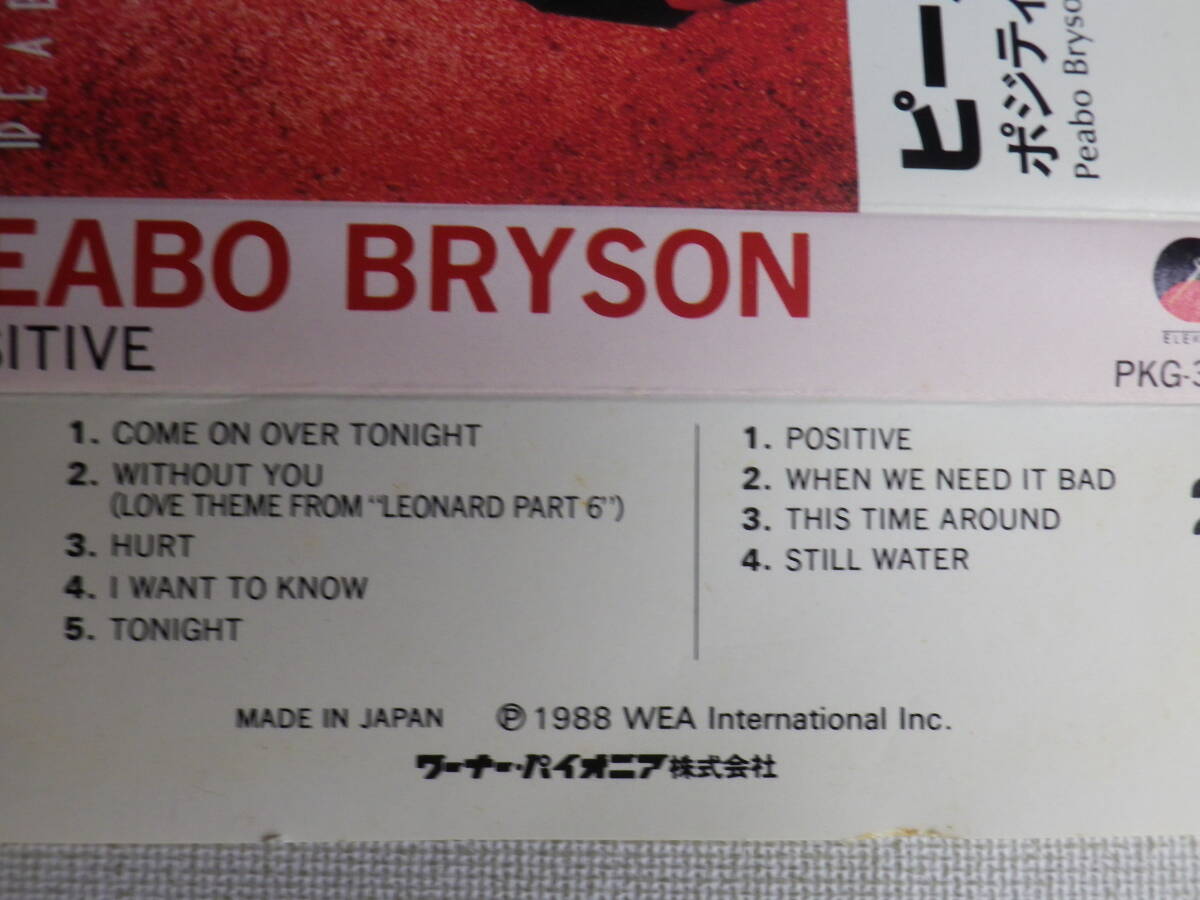 ピー
ポジティ
Peabo Bryso
EABO BRYSON
SITIVE
ELEK
PKG-3
1. COME ON OVER TONIGHT
2. WITHOUT YOU
(LOVE THEME FROM "LEONARD PART 6")
3. HURT
4. I WANT TO KNOW
5. TONIGHT
1. POSITIVE
2. WHEN WE NEED IT BAD
3. THIS TIME AROUND
4. STILL WATER
MADE IN JAPAN ℗ 1988 WEA International Inc.
ワーナー・パイオニア株式会社